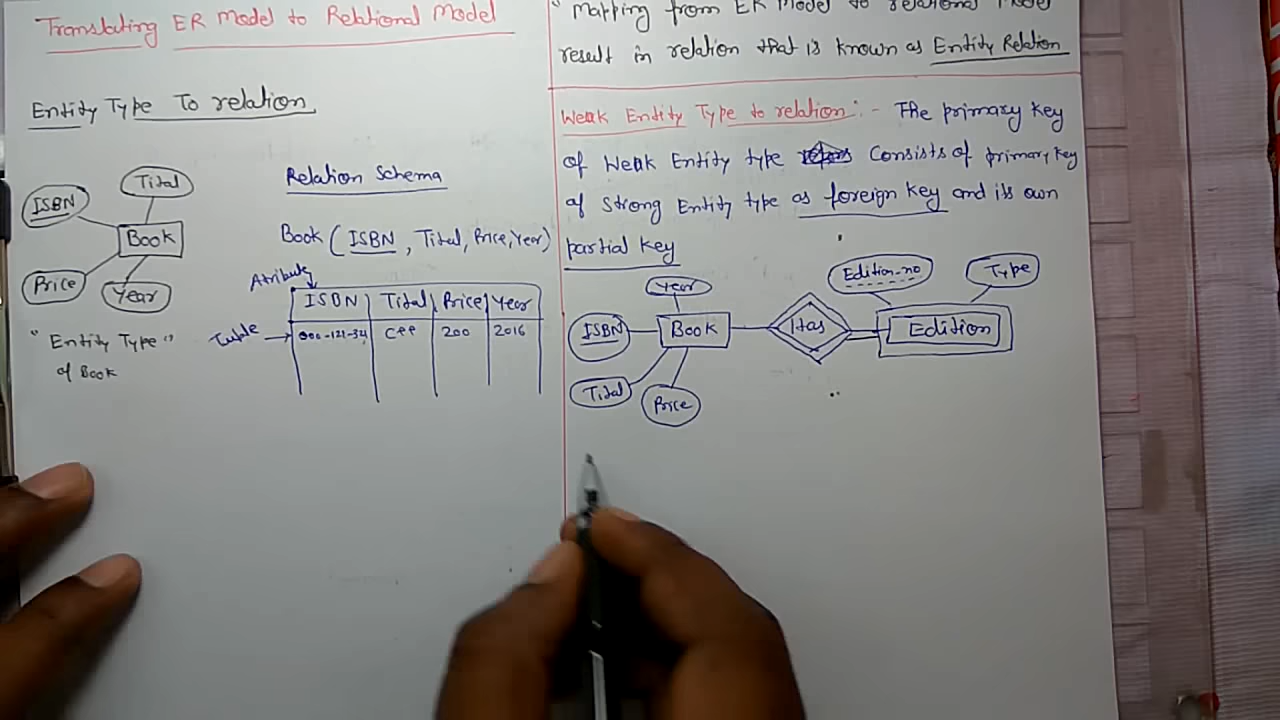 Translating ER Model to Relational Model
Entity Type To relation
Tital
ISBN
Book
Price
Year
"Entity Type"
of Book
Relation Schema
Book (ISBN, Tital, Price, Year)
ISBN Tital Price Year
000-121-34 C++ 200 2016
"Mapping from ER Model to relational Model
result in relation that is known as Entity Relation
Weak Entity Type to relation :- The primary key
of Weak Entity type Consists of primary key
of Strong Entity type as foreign key and its own
partial key
Year
ISBN
Book
Tital
Price
Has
Edition-no
Type
Edition